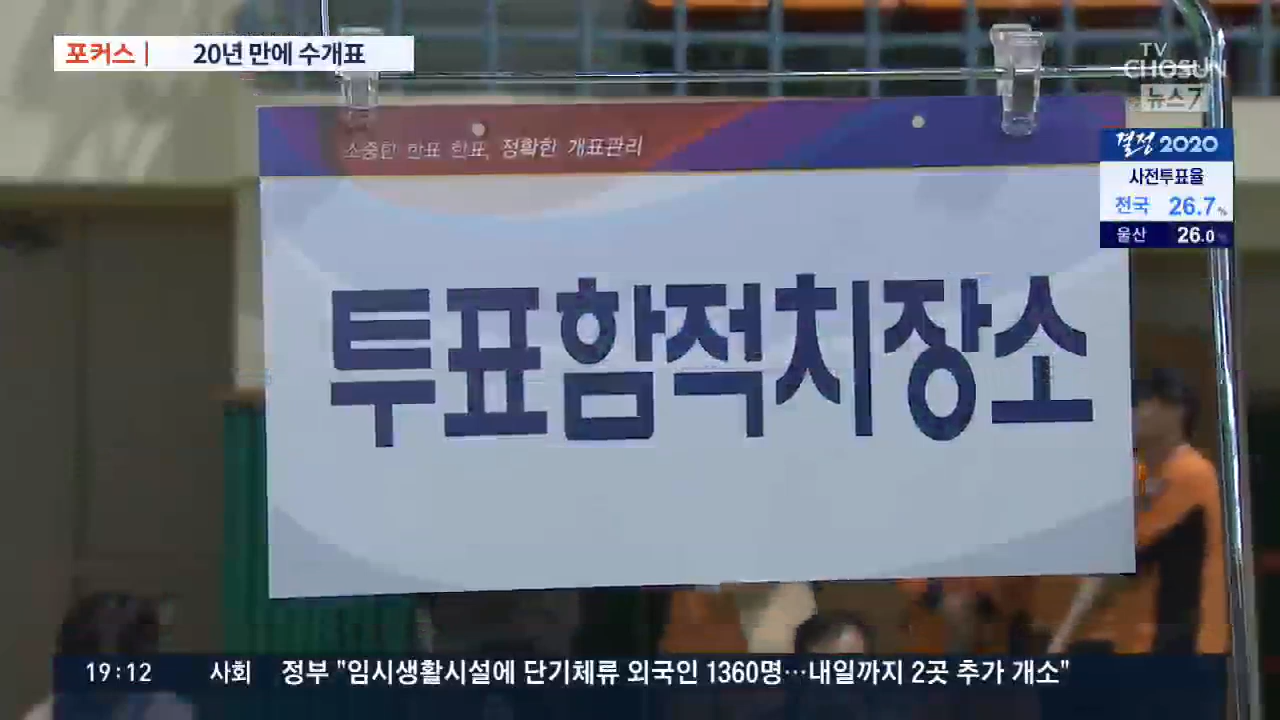 포커스 | 20년 만에 수개표
TV
CHOSUN
뉴스7
결정 2020
사전투표율
전국 26.7%
울산 26.0%
소중한 한표 한표, 정확한 개표관리
투표함적치장소
19:12 사회 정부 "임시생활시설에 단기체류 외국인 1360명…내일까지 2곳 추가 개소"